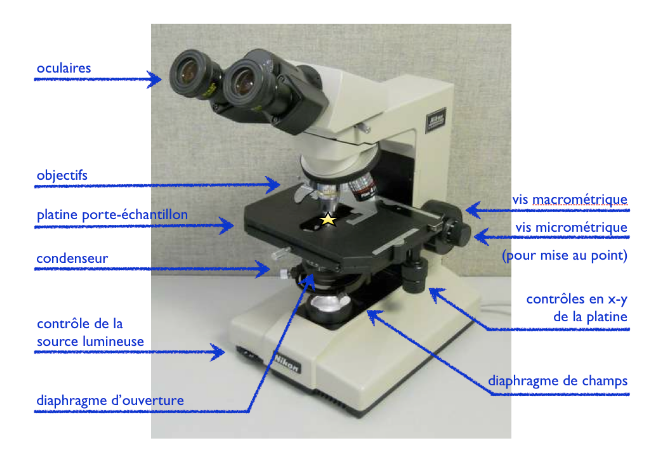 oculaires
objectifs
platine porte-échantillon
condenseur
contrôle de la
source lumineuse
diaphragme d'ouverture
vis macrométrique
vis micrométrique
(pour mise au point)
contrôles en x-y
de la platine
diaphragme de champs
Nikon
Nikon